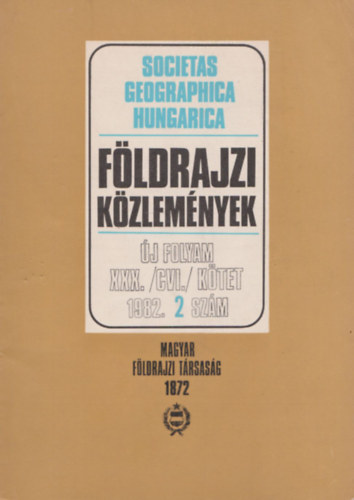 SOCIETAS
GEOGRAPHICA
HUNGARICA
FÖLDRAJZI
KÖZLEMÉNYEK
ÚJ FOLYAM
XXX. /CVI./ KÖTET
1982. 2 SZÁM
MAGYAR
FÖLDRAJZI TÁRSASÁG
1872